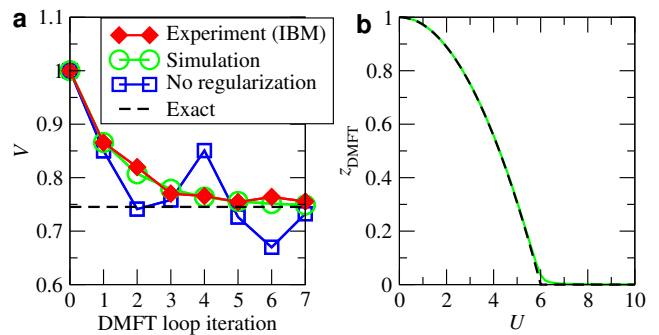 a
1.1
1
0.9
0.8
0.7
0.6
V
0 1 2 3 4 5 6 7
DMFT loop iteration
Experiment (IBM)
Simulation
No regularization
Exact
b
1
0.8
0.6
0.4
0.2
0
z_DMFT
0 2 4 6 8 10
U